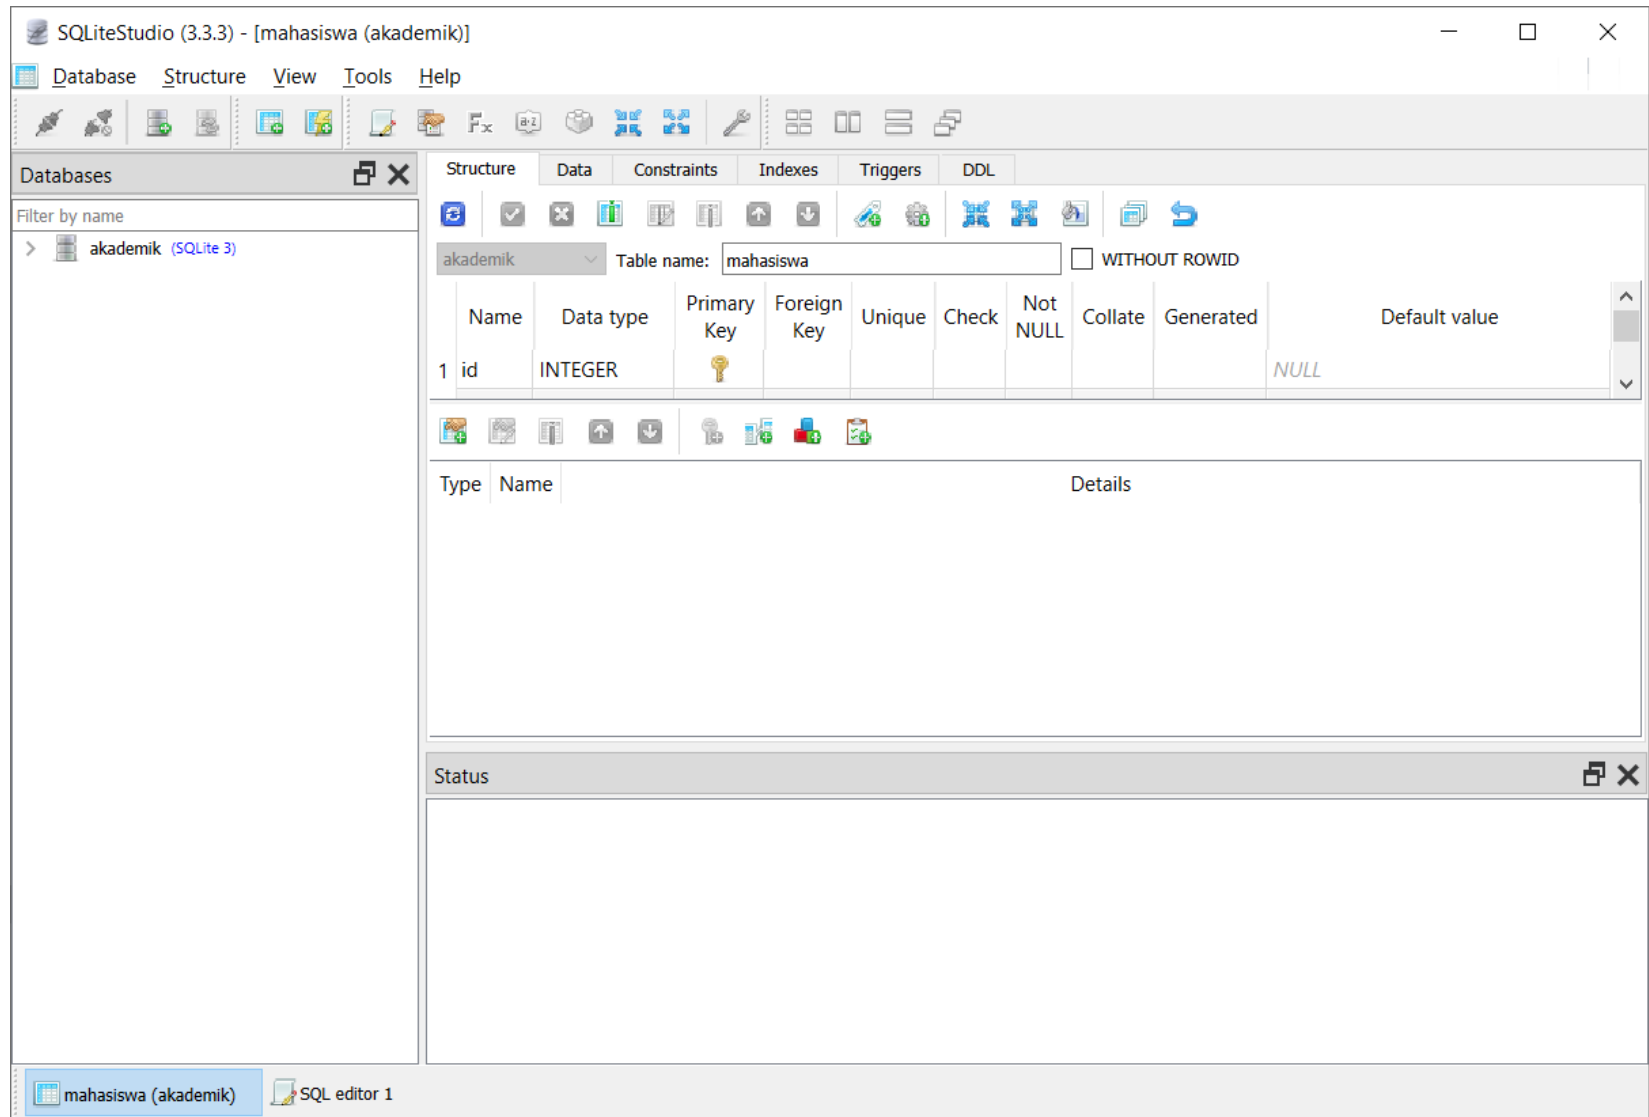 SQLiteStudio (3.3.3) - [mahasiswa (akademik)]
Database Structure View Tools Help
Databases
Filter by name
akademik (SQLite 3)
Structure Data Constraints Indexes Triggers DDL
akademik Table name: mahasiswa WITHOUT ROWID
Name Data type Primary Key Foreign Key Unique Check Not NULL Collate Generated Default value
1 id INTEGER NULL
Type Name Details
Status
mahasiswa (akademik) SQL editor 1